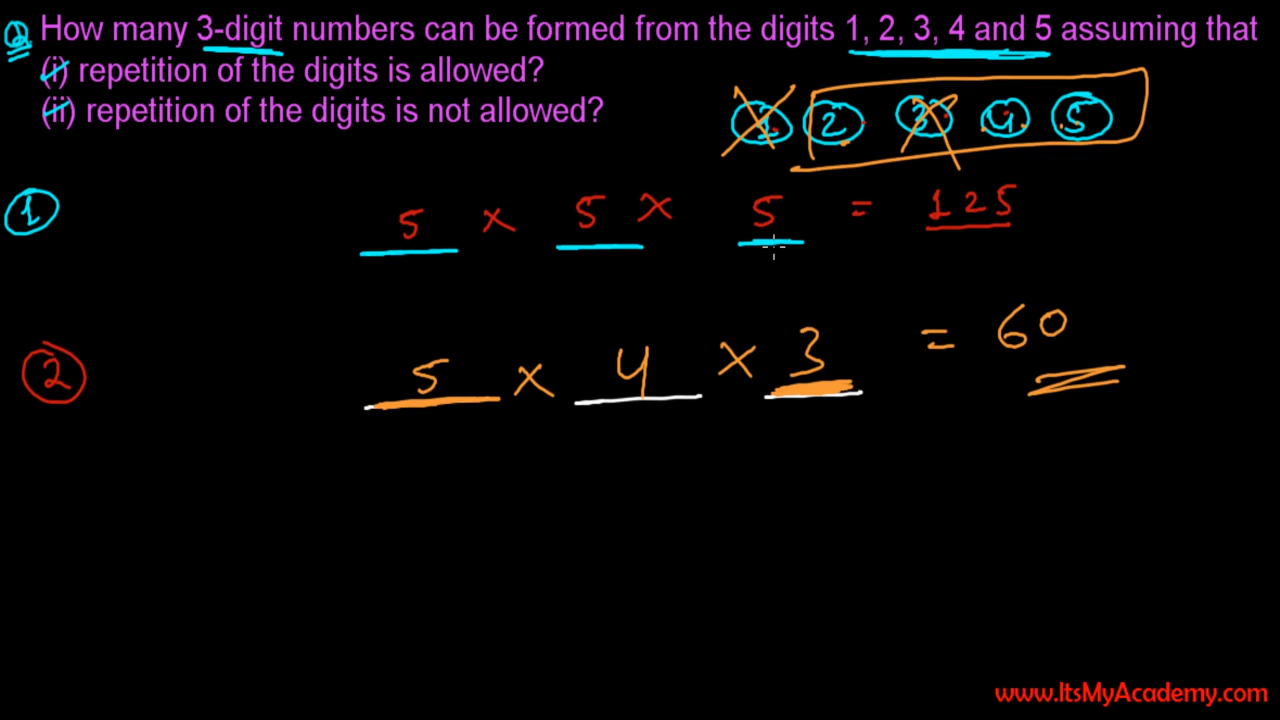 Q How many 3-digit numbers can be formed from the digits 1, 2, 3, 4 and 5 assuming that
(i) repetition of the digits is allowed?
(ii) repetition of the digits is not allowed?
1 2 3 4 5
1 5 × 5 × 5 = 125
2 5 × 4 × 3 = 60
www.ItsMyAcademy.com